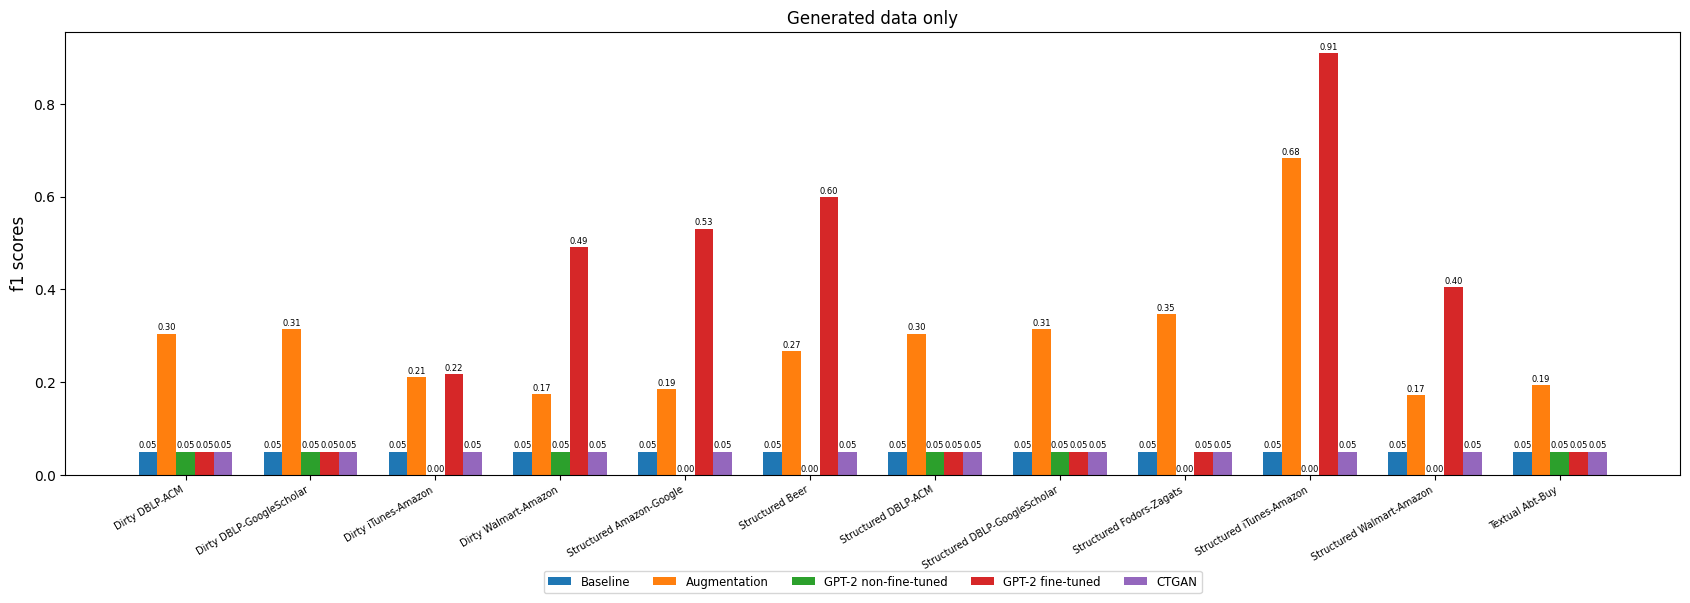 Generated data only
f1 scores
0.8
0.6
0.4
0.2
0.0
0.05 0.30 0.05 0.05 0.05
0.05 0.31 0.05 0.05 0.05
0.05 0.21 0.00 0.22 0.05
0.05 0.17 0.05 0.49 0.05
0.05 0.19 0.00 0.53 0.05
0.05 0.27 0.00 0.60 0.05
0.05 0.30 0.05 0.05 0.05
0.05 0.31 0.05 0.05 0.05
0.05 0.35 0.00 0.05 0.05
0.05 0.68 0.00 0.91 0.05
0.05 0.17 0.00 0.40 0.05
0.05 0.19 0.05 0.05 0.05
Dirty DBLP-ACM
Dirty DBLP-GoogleScholar
Dirty iTunes-Amazon
Dirty Walmart-Amazon
Structured Amazon-Google
Structured Beer
Structured DBLP-ACM
Structured DBLP-GoogleScholar
Structured Fodors-Zagats
Structured iTunes-Amazon
Structured Walmart-Amazon
Textual Abt-Buy
Baseline Augmentation GPT-2 non-fine-tuned GPT-2 fine-tuned CTGAN